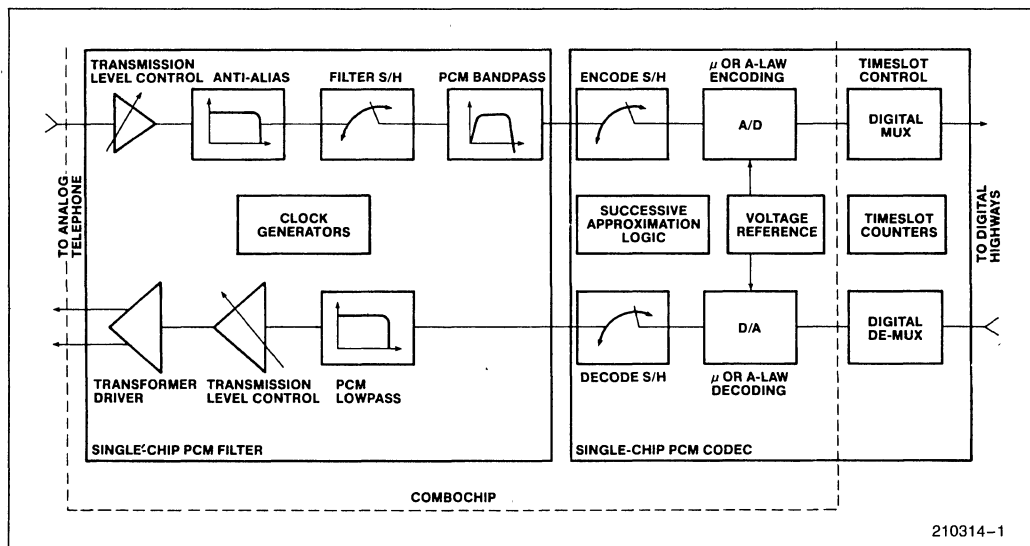 TRANSMISSION
LEVEL CONTROL
ANTI-ALIAS
FILTER S/H
PCM BANDPASS
ENCODE S/H
μ OR A-LAW
ENCODING
TIMESLOT
CONTROL
A/D
DIGITAL
MUX
TO ANALOG
TELEPHONE
CLOCK
GENERATORS
SUCCESSIVE
APPROXIMATION
LOGIC
VOLTAGE
REFERENCE
TIMESLOT
COUNTERS
TO DIGITAL
HIGHWAYS
D/A
DIGITAL
DE-MUX
TRANSFORMER
DRIVER
TRANSMISSION
LEVEL CONTROL
PCM
LOWPASS
DECODE S/H
μ OR A-LAW
DECODING
SINGLE-CHIP PCM FILTER
SINGLE-CHIP PCM CODEC
COMBOCHIP
210314-1